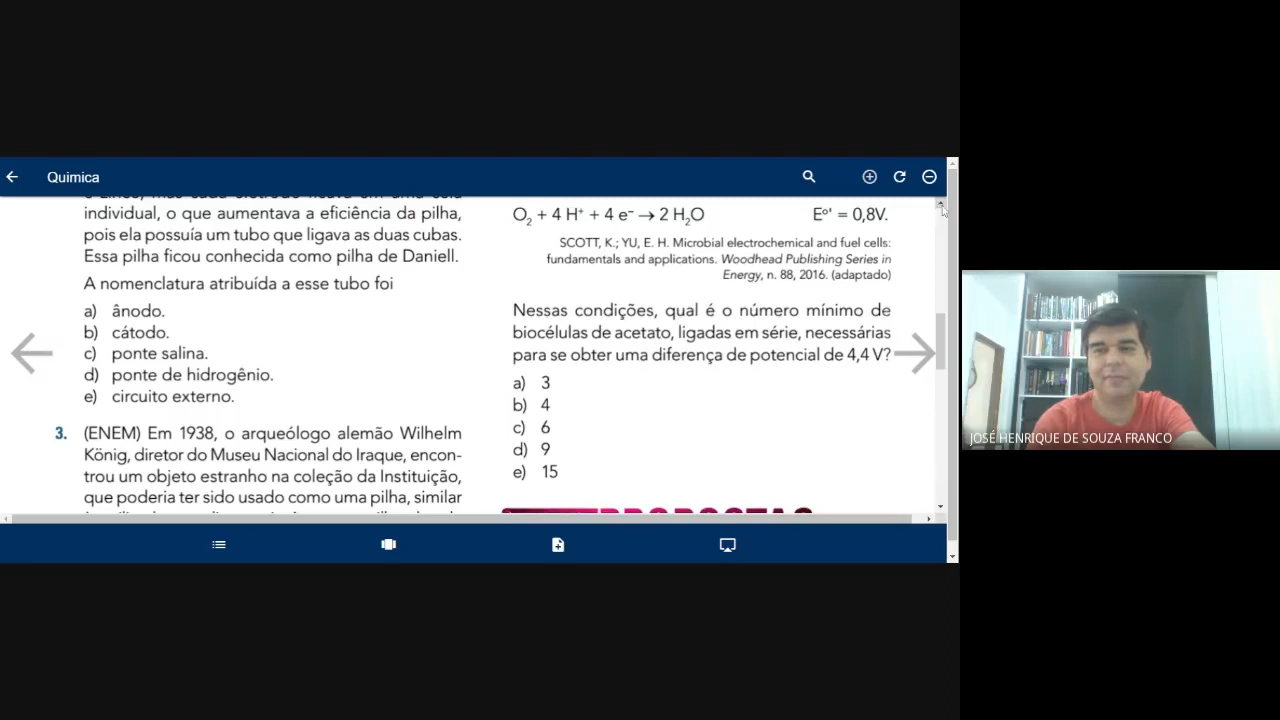 Quimica
individual, o que aumentava a eficiência da pilha,
pois ela possuía um tubo que ligava as duas cubas.
Essa pilha ficou conhecida como pilha de Daniell.
A nomenclatura atribuída a esse tubo foi
a) ânodo.
b) cátodo.
c) ponte salina.
d) ponte de hidrogênio.
e) circuito externo.
3. (ENEM) Em 1938, o arqueólogo alemão Wilhelm
König, diretor do Museu Nacional do Iraque, encon-
trou um objeto estranho na coleção da Instituição,
que poderia ter sido usado como uma pilha, similar
O₂ + 4 H⁺ + 4 e⁻ → 2 H₂O E°' = 0,8V.
SCOTT, K.; YU, E. H. Microbial electrochemical and fuel cells:
fundamentals and applications. Woodhead Publishing Series in
Energy, n. 88, 2016. (adaptado)
Nessas condições, qual é o número mínimo de
biocélulas de acetato, ligadas em série, necessárias
para se obter uma diferença de potencial de 4,4 V?
a) 3
b) 4
c) 6
d) 9
e) 15
JOSÉ HENRIQUE DE SOUZA FRANCO